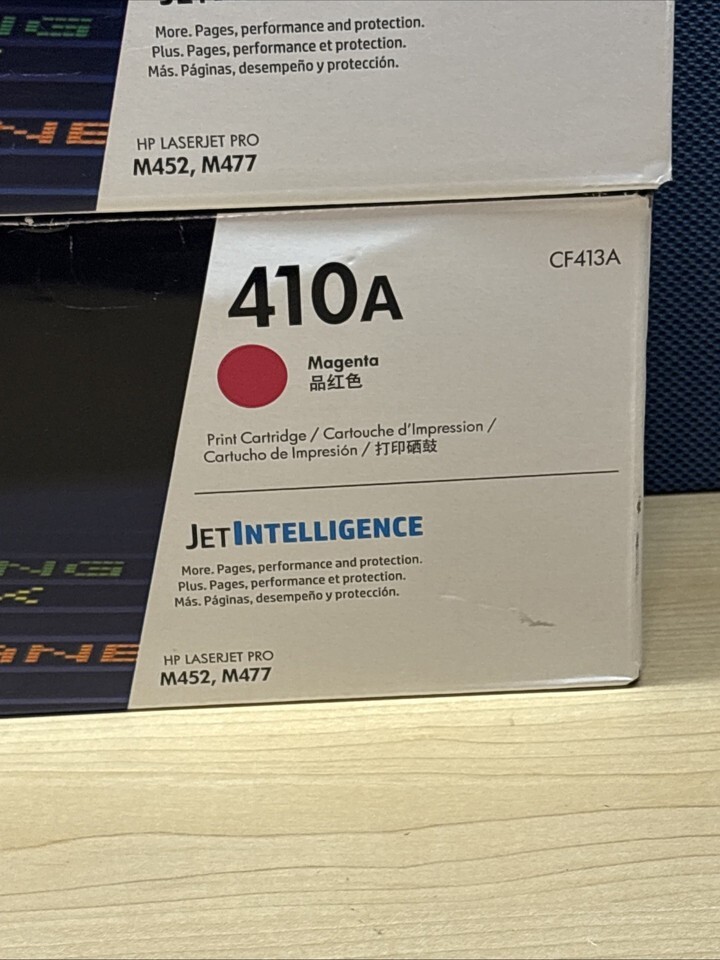 More. Pages, performance and protection.
Plus. Pages, performance et protection.
Más. Páginas, desempeño y protección.
HP LASERJET PRO
M452, M477
410A
CF413A
Magenta
品红色
Print Cartridge / Cartouche d'Impression /
Cartucho de Impresión / 打印硒鼓
JETINTELLIGENCE
More. Pages, performance and protection.
Plus. Pages, performance et protection.
Más. Páginas, desempeño y protección.
HP LASERJET PRO
M452, M477